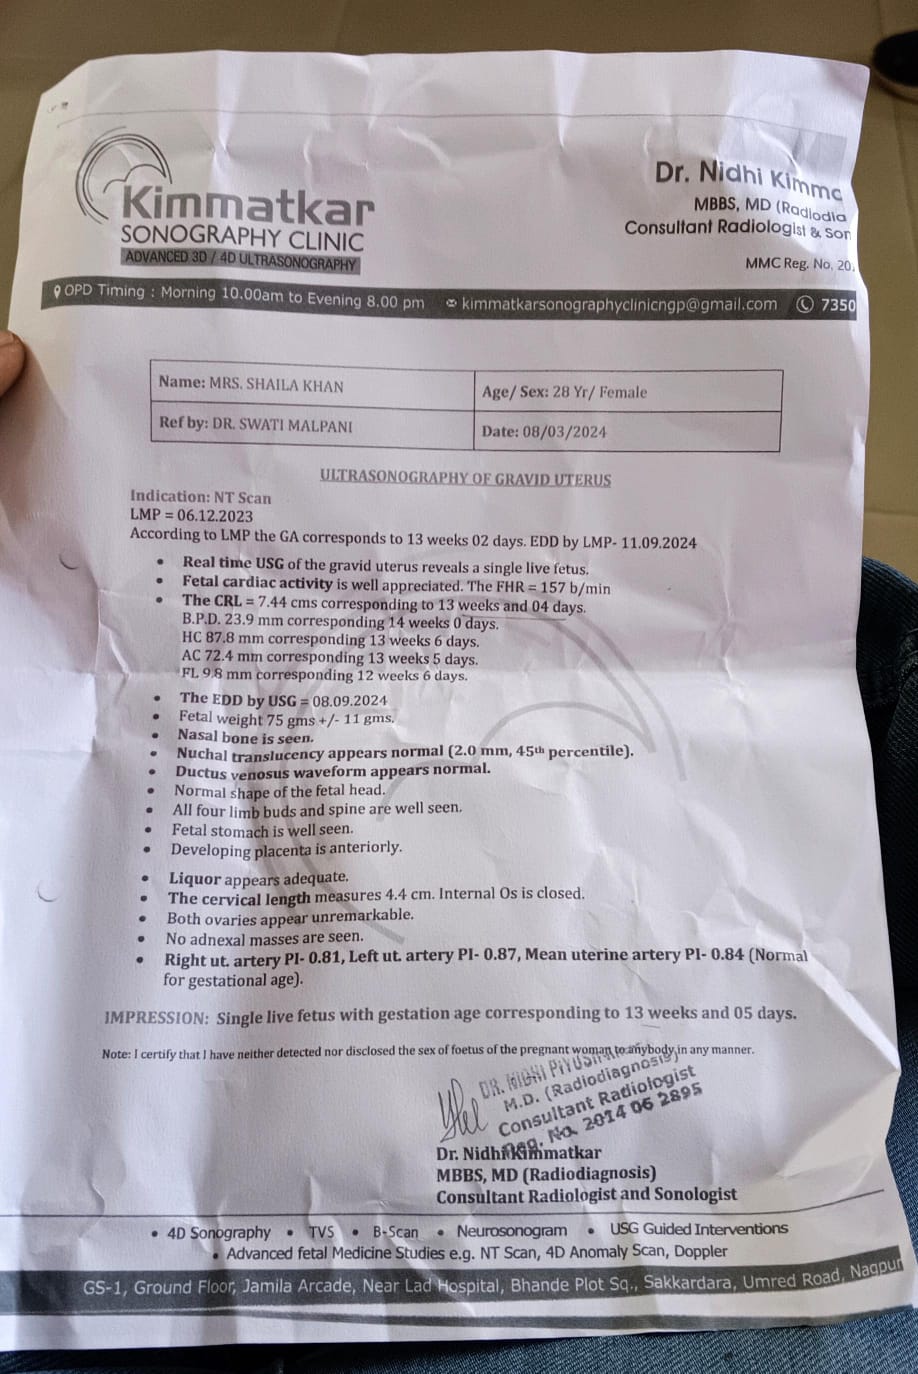 Kimmatkar
SONOGRAPHY CLINIC
ADVANCED 3D / 4D ULTRASONOGRAPHY
Dr. Nidhi Kimma
MBBS, MD (Radiodia
Consultant Radiologist & Son
MMC Reg. No. 20
OPD Timing : Morning 10.00am to Evening 8.00 pm kimmatkarsonographyclinicngp@gmail.com 7350
Name: MRS. SHAILA KHAN Age/ Sex: 28 Yr/ Female
Ref by: DR. SWATI MALPANI Date: 08/03/2024
ULTRASONOGRAPHY OF GRAVID UTERUS
Indication: NT Scan
LMP = 06.12.2023
According to LMP the GA corresponds to 13 weeks 02 days. EDD by LMP- 11.09.2024
• Real time USG of the gravid uterus reveals a single live fetus.
• Fetal cardiac activity is well appreciated. The FHR = 157 b/min
• The CRL = 7.44 cms corresponding to 13 weeks and 04 days.
B.P.D. 23.9 mm corresponding 14 weeks 0 days.
HC 87.8 mm corresponding 13 weeks 6 days.
AC 72.4 mm corresponding 13 weeks 5 days.
FL 9.8 mm corresponding 12 weeks 6 days.
• The EDD by USG = 08.09.2024
• Fetal weight 75 gms +/- 11 gms.
• Nasal bone is seen.
• Nuchal translucency appears normal (2.0 mm, 45th percentile).
• Ductus venosus waveform appears normal.
• Normal shape of the fetal head.
• All four limb buds and spine are well seen.
• Fetal stomach is well seen.
• Developing placenta is anteriorly.
• Liquor appears adequate.
• The cervical length measures 4.4 cm. Internal Os is closed.
• Both ovaries appear unremarkable.
• No adnexal masses are seen.
• Right ut. artery PI- 0.81, Left ut. artery PI- 0.87, Mean uterine artery PI- 0.84 (Normal
for gestational age).
IMPRESSION: Single live fetus with gestation age corresponding to 13 weeks and 05 days.
Note: I certify that I have neither detected nor disclosed the sex of foetus of the pregnant woman to anybody in any manner.
DR. NIDHI
M.D. (Radiodiagnosis)
Consultant Radiologist
Reg. No. 2014 06 2895
Dr. Nidhi Kimmatkar
MBBS, MD (Radiodiagnosis)
Consultant Radiologist and Sonologist
• 4D Sonography • TVS • B-Scan • Neurosonogram • USG Guided Interventions
• Advanced fetal Medicine Studies e.g. NT Scan, 4D Anomaly Scan, Doppler
GS-1, Ground Floor, Jamila Arcade, Near Lad Hospital, Bhande Plot Sq., Sakkardara, Umred Road, Nagpur